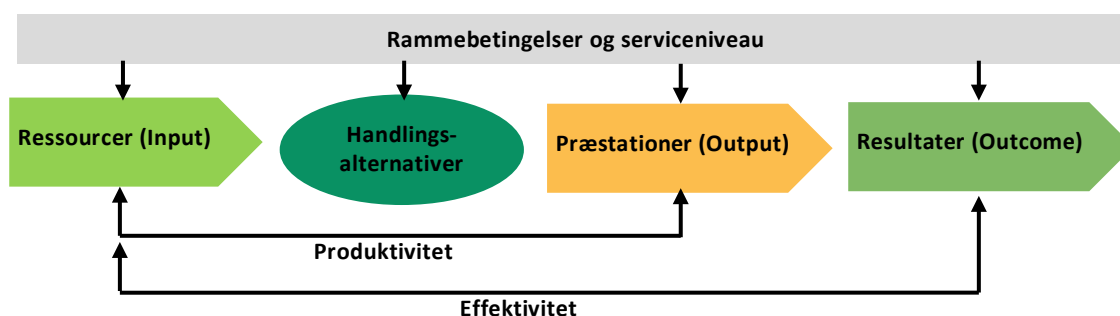 Rammebetingelser og serviceniveau
Ressourcer (Input)
Handlings-
alternativer
Præstationer (Output)
Resultater (Outcome)
Produktivitet
Effektivitet